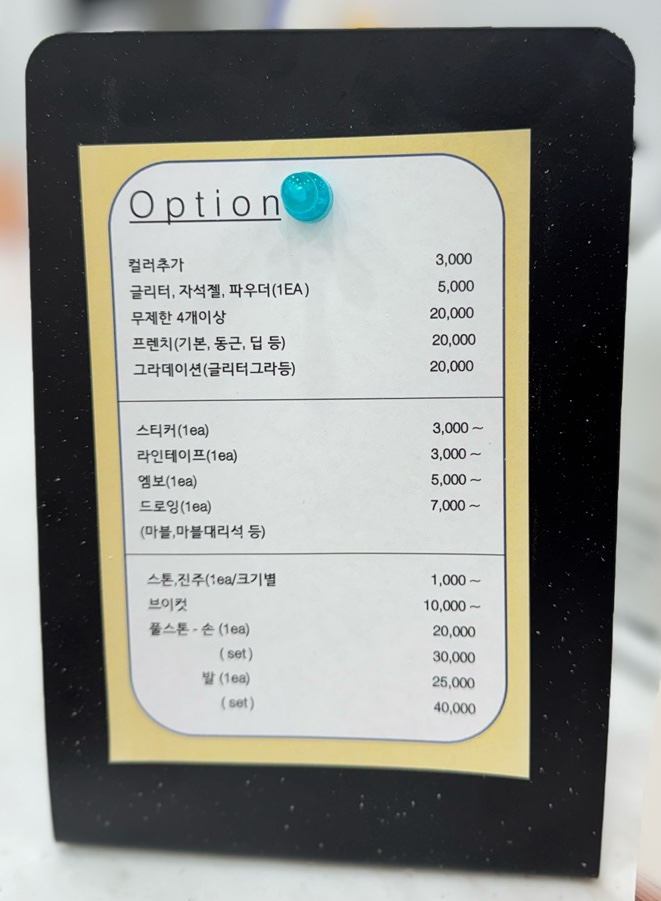 Option
컬러추가 3,000
글리터, 자석젤, 파우더(1EA) 5,000
무제한 4개이상 20,000
프렌치(기본, 동근, 딥 등) 20,000
그라데이션(글리터그라등) 20,000
스티커(1ea) 3,000 ~
라인테이프(1ea) 3,000 ~
엠보(1ea) 5,000 ~
드로잉(1ea) 7,000 ~
(마블,마블대리석 등)
스톤,진주(1ea/크기별 1,000 ~
브이컷 10,000 ~
풀스톤 - 손 (1ea) 20,000
( set ) 30,000
발 (1ea) 25,000
( set ) 40,000